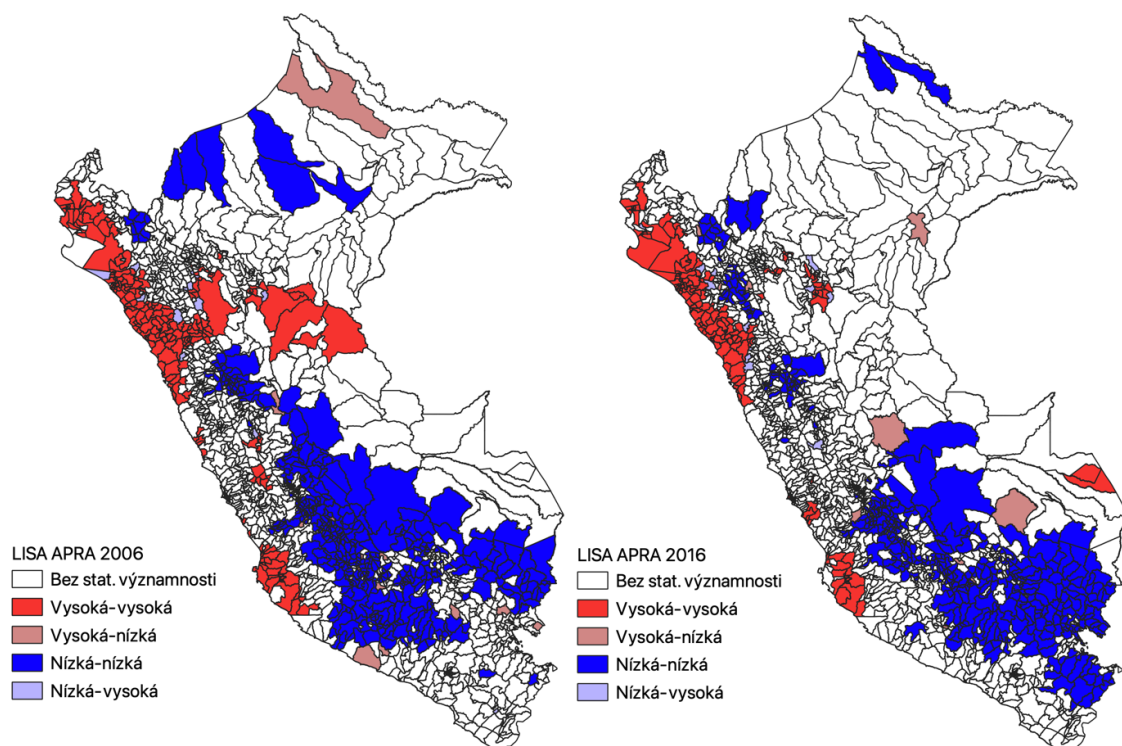 LISA APRA 2006
Bez stat. významnosti
Vysoká-vysoká
Vysoká-nízká
Nízká-nízká
Nízká-vysoká
LISA APRA 2016
Bez stat. významnosti
Vysoká-vysoká
Vysoká-nízká
Nízká-nízká
Nízká-vysoká